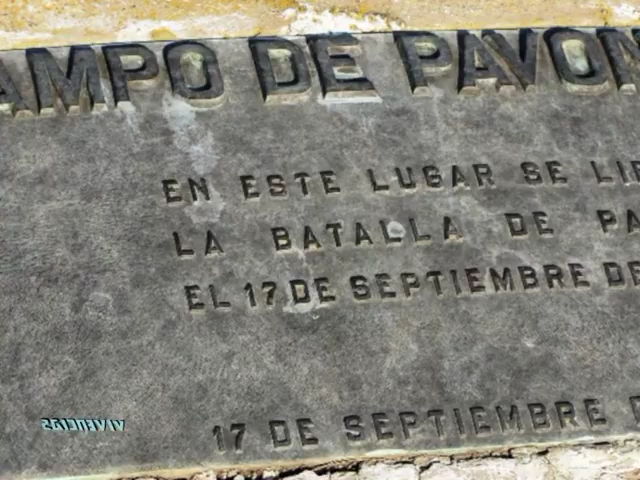 AMPO DE PAVON
EN ESTE LUGAR SE LI
LA BATALLA DE PA
EL 17 DE SEPTIEMBRE DE
17 DE SEPTIEMBRE
VIVENCIAS